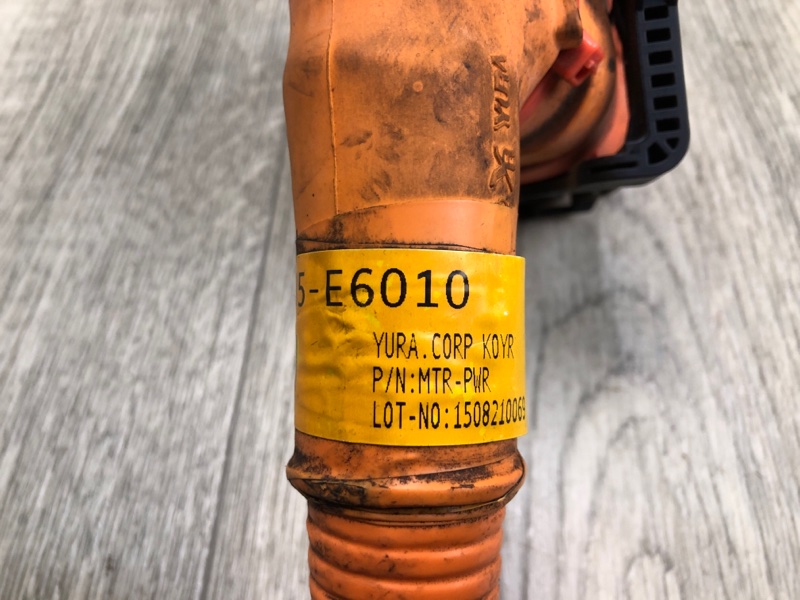 5-E6010
YURA.CORP KOYR
P/N:MTR-PWR
LOT-NO:1508210069